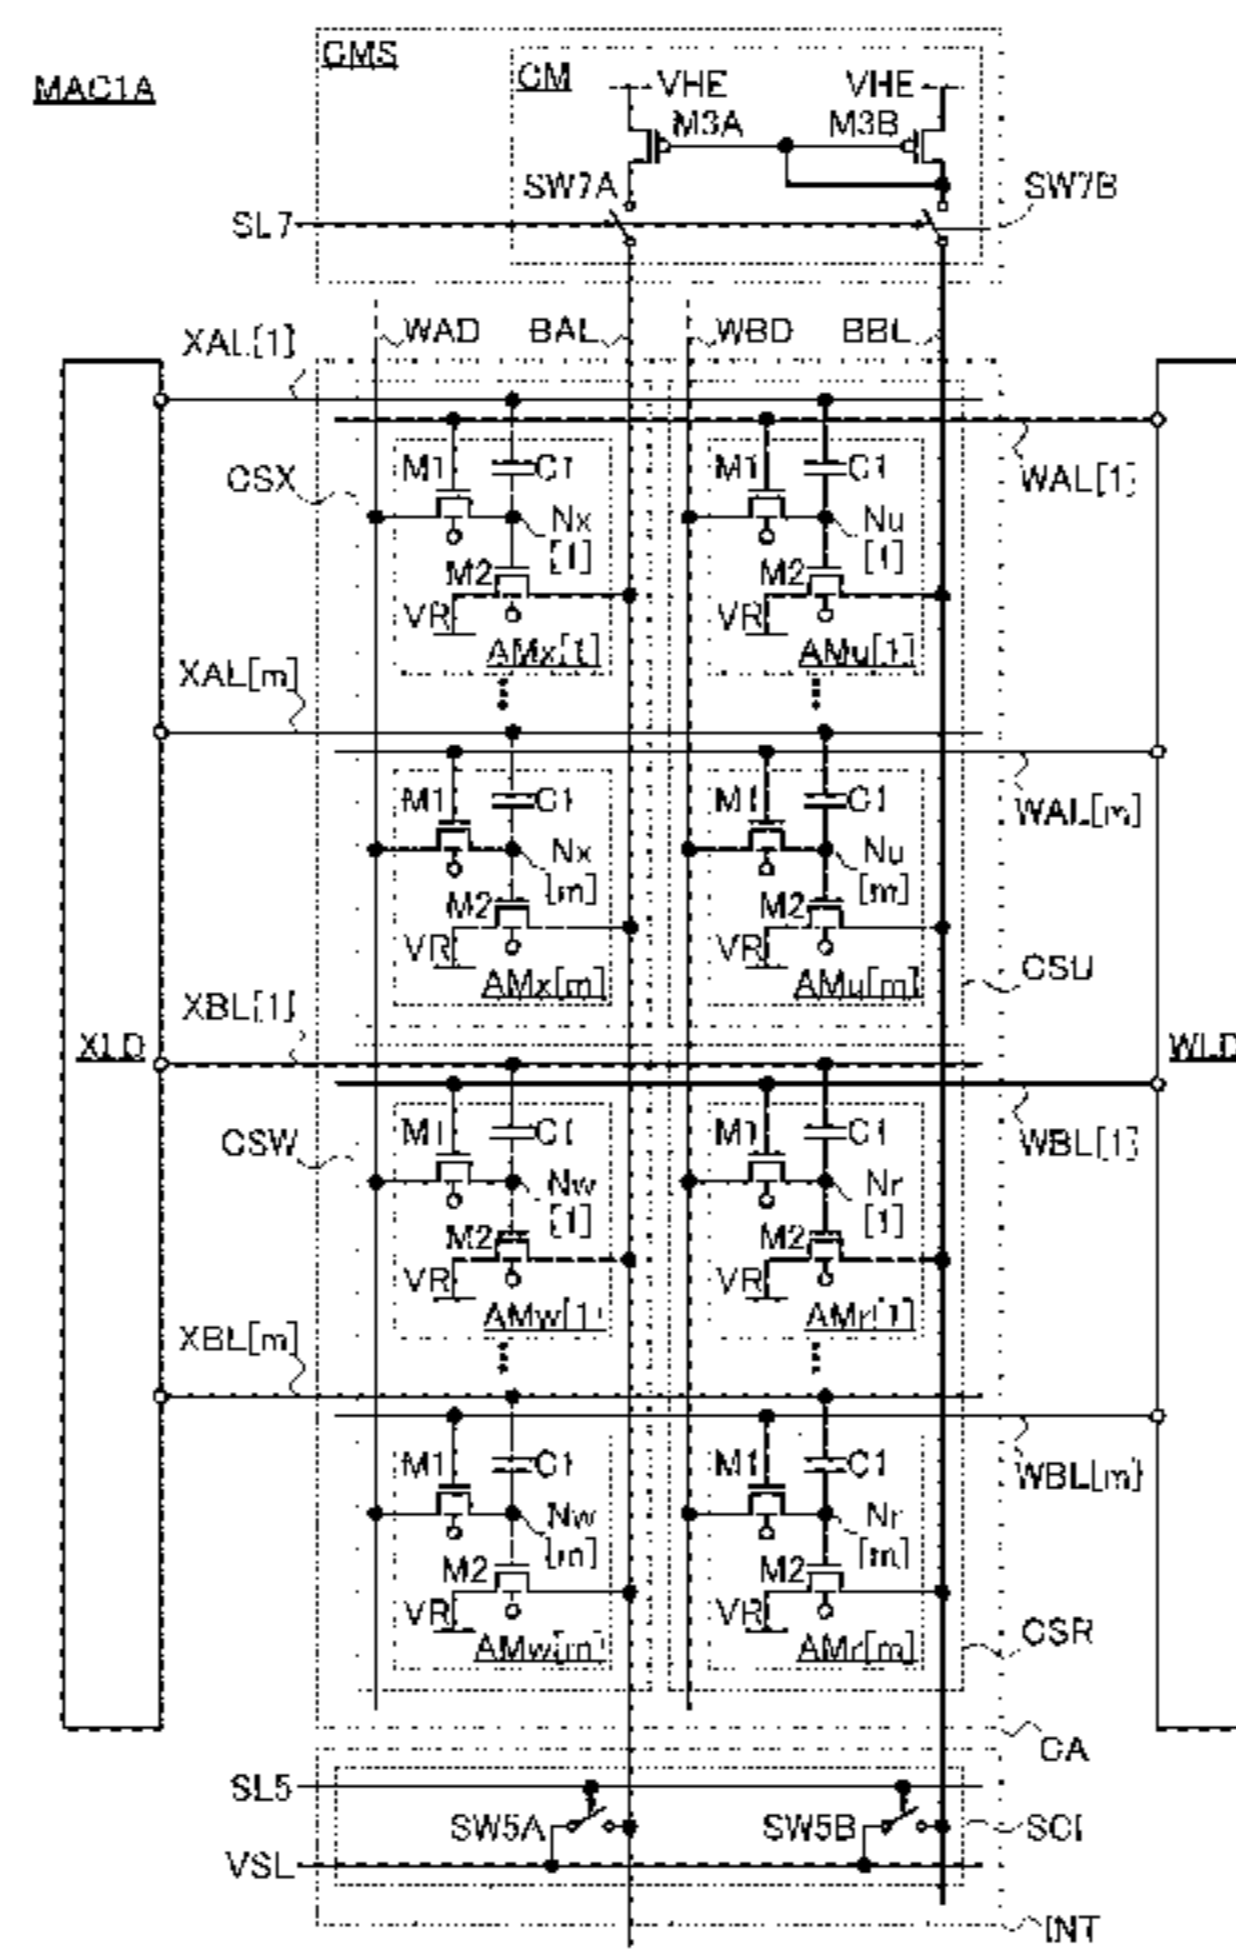 MAC1A
CMS
CM
VHE VHE
M3A M3B
SW7A SW7B
SL7
XAL[1] WAD BAL WBD BBL
CSX M1 C1 M1 C1 WAL[1]
Nx [1] Nu [1]
M2 M2
VR VR
AMx[1] AMu[1]
XAL[m]
M1 C1 M1 C1 WAL[m]
Nx [m] Nu [m]
M2 M2
VR VR CSU
AMx[m] AMu[m]
XBL[1]
XLD WLD
CSW M1 C1 M1 C1 WBL[1]
Nw [1] Nr [1]
M2 M2
VR VR
AMw[1] AMr[1]
XBL[m]
M1 C1 M1 C1 WBL[m]
Nw [m] Nr [m]
M2 M2
VR VR CSR
AMw[m] AMr[m]
CA
SL5
SW5A SW5B SCI
VSL
INT